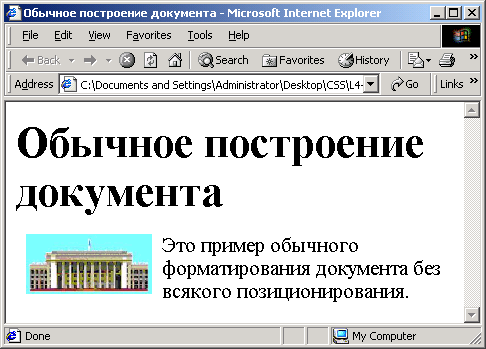 Обычное построение документа - Microsoft Internet Explorer
File Edit View Favorites Tools Help
Back Search Favorites History
Address C:\Documents and Settings\Administrator\Desktop\CSS\L4- Go Links »
Обычное построение
документа
Это пример обычного
форматирования документа без
всякого позиционирования.
Done My Computer